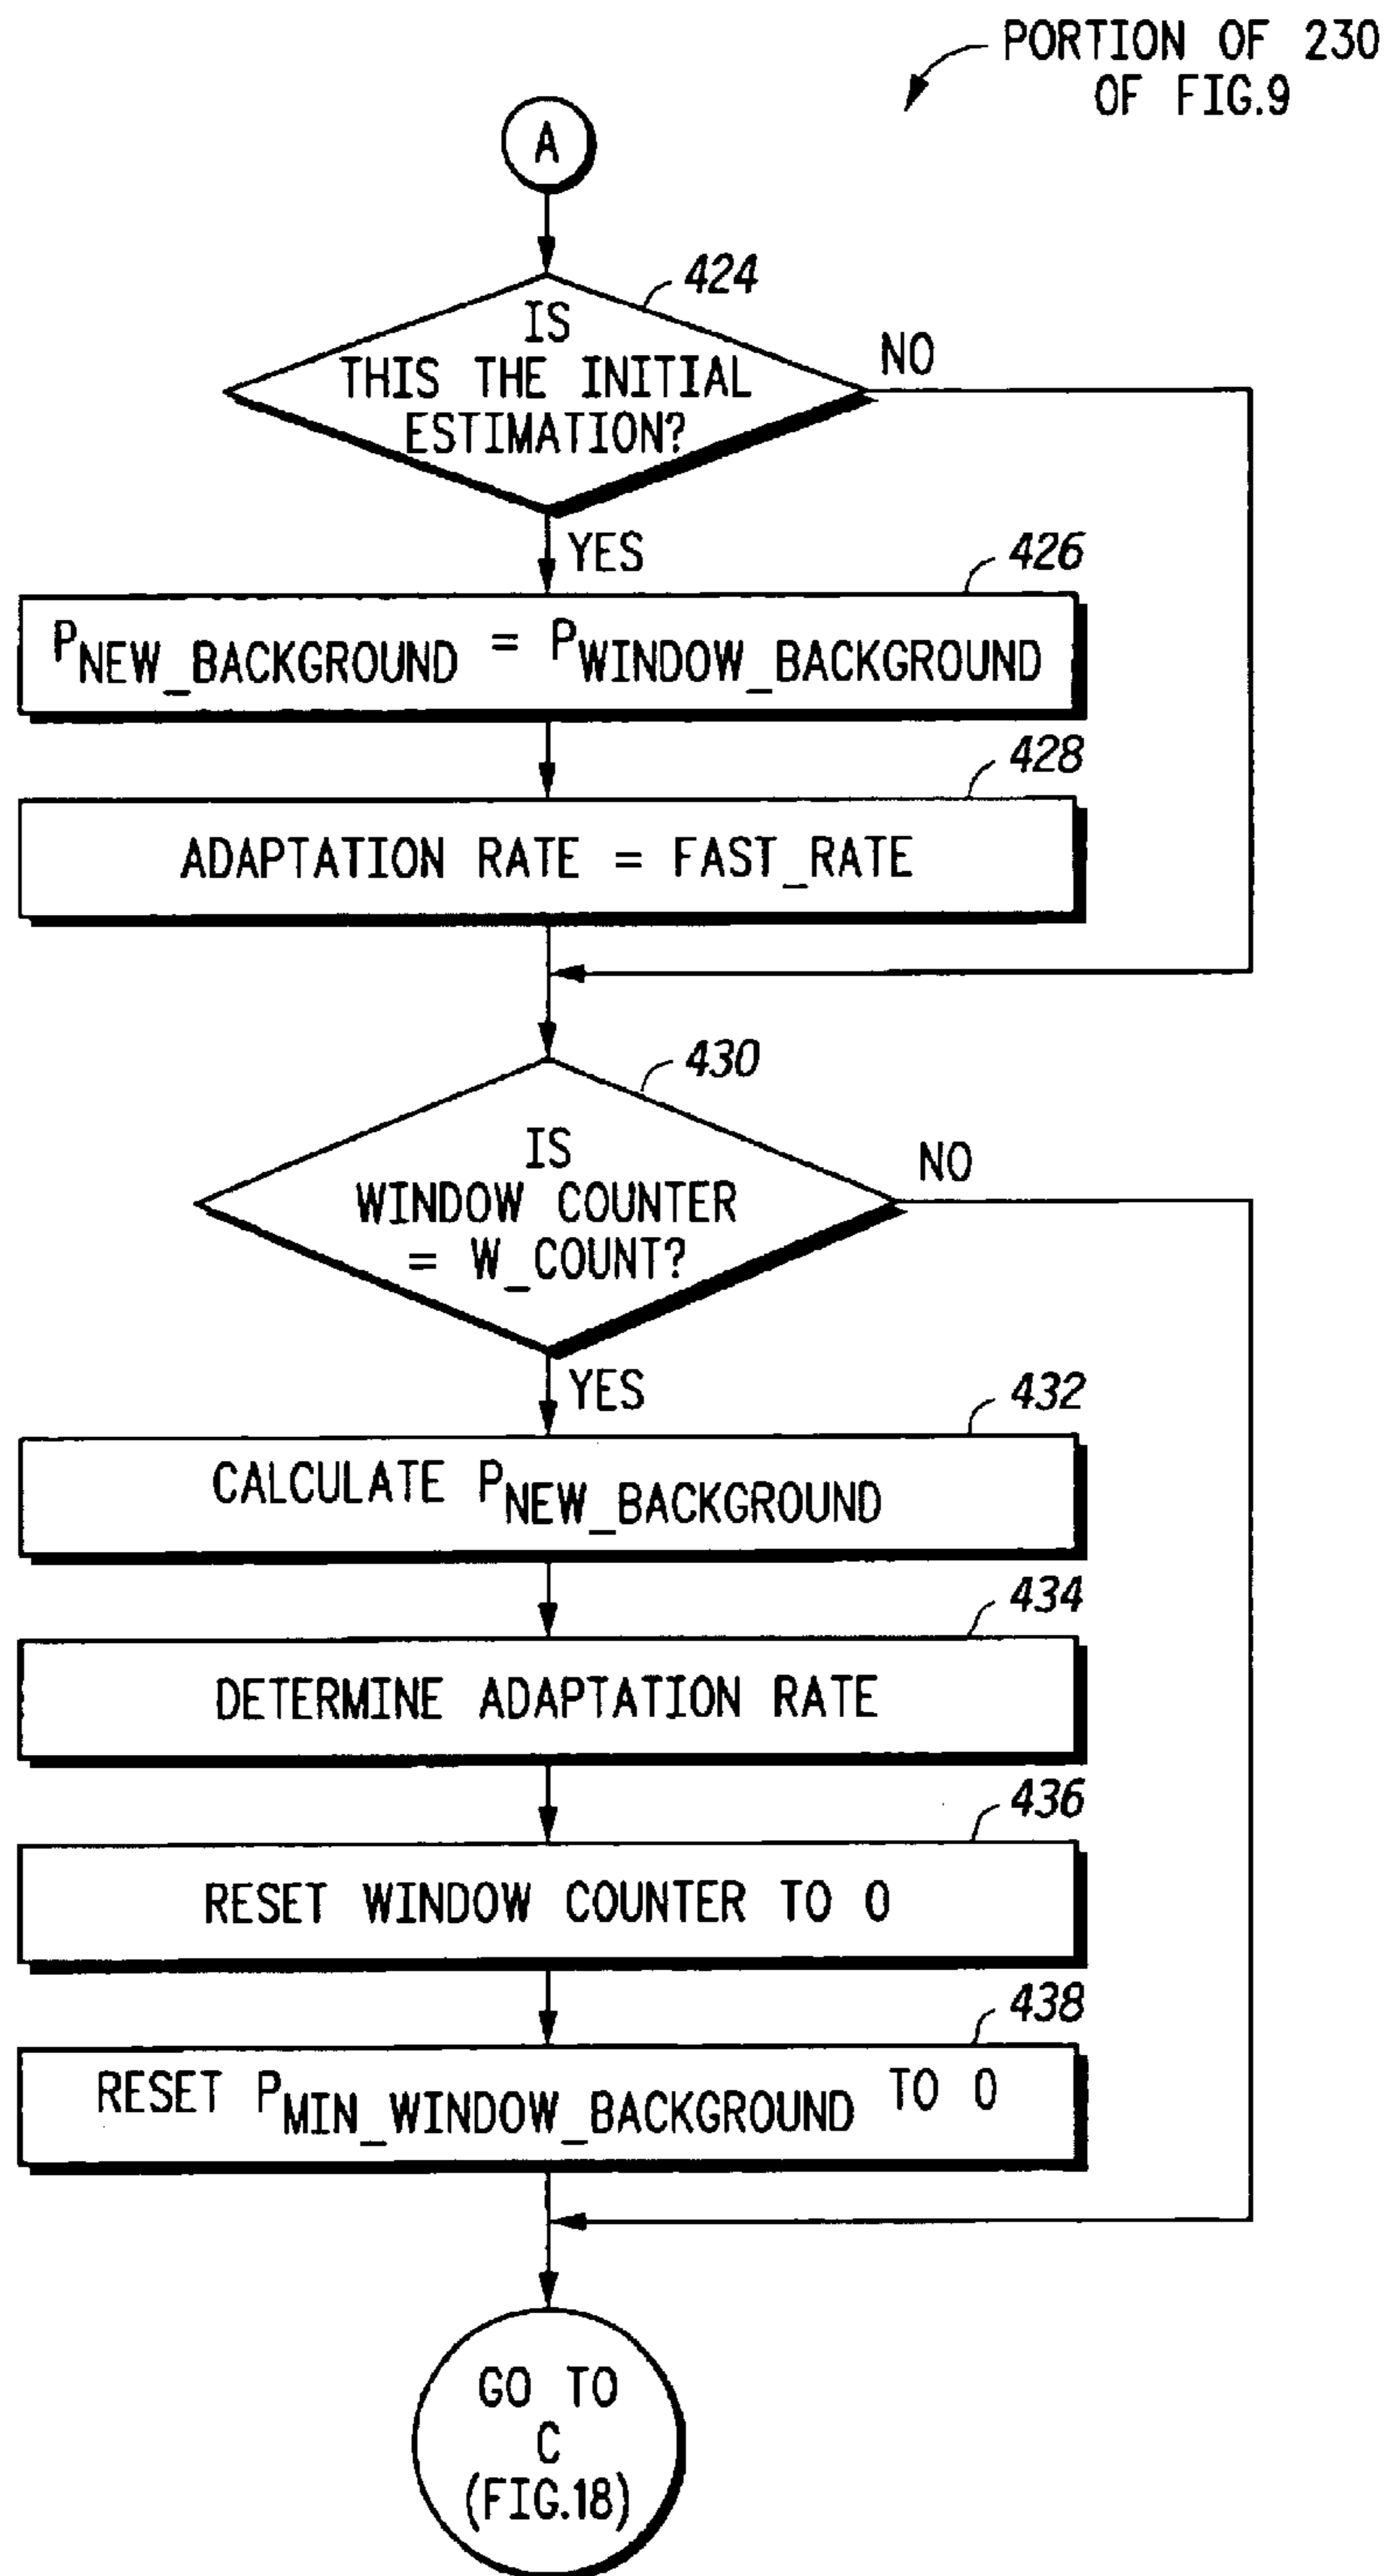 PORTION OF 230
OF FIG.9
A
424
IS
THIS THE INITIAL
ESTIMATION?
NO
YES
426
PNEW_BACKGROUND = PWINDOW_BACKGROUND
428
ADAPTATION RATE = FAST_RATE
430
IS
WINDOW COUNTER
= W_COUNT?
NO
YES
432
CALCULATE PNEW_BACKGROUND
434
DETERMINE ADAPTATION RATE
436
RESET WINDOW COUNTER TO 0
438
RESET PMIN_WINDOW_BACKGROUND TO 0
GO TO
C
(FIG.18)